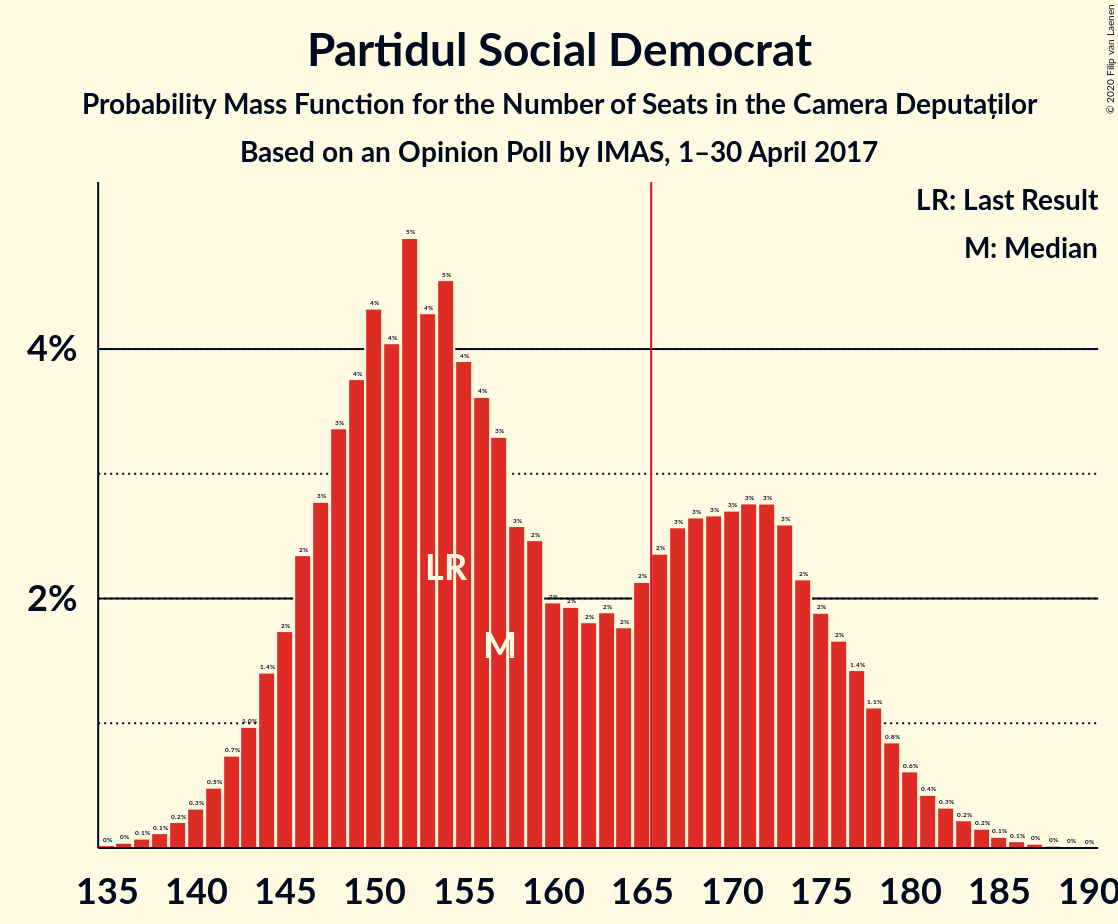 Partidul Social Democrat
Probability Mass Function for the Number of Seats in the Camera Deputaților
Based on an Opinion Poll by IMAS, 1–30 April 2017
© 2020 Filip van Laenen
LR: Last Result
M: Median
4%
2%
0% 0% 0.1% 0.1% 0.2% 0.3% 0.5% 0.7% 1.0% 1.4% 2% 2% 3% 3% 4% 4% 4% 5% 4% 5% 4% 4% 3% 3% 2% 2% 2% 2% 2% 2% 2% 2% 3% 3% 3% 3% 3% 3% 3% 2% 2% 2% 1.4% 1.1% 0.8% 0.6% 0.4% 0.3% 0.2% 0.2% 0.1% 0.1% 0% 0% 0% 0%
LR
M
135 140 145 150 155 160 165 170 175 180 185 190